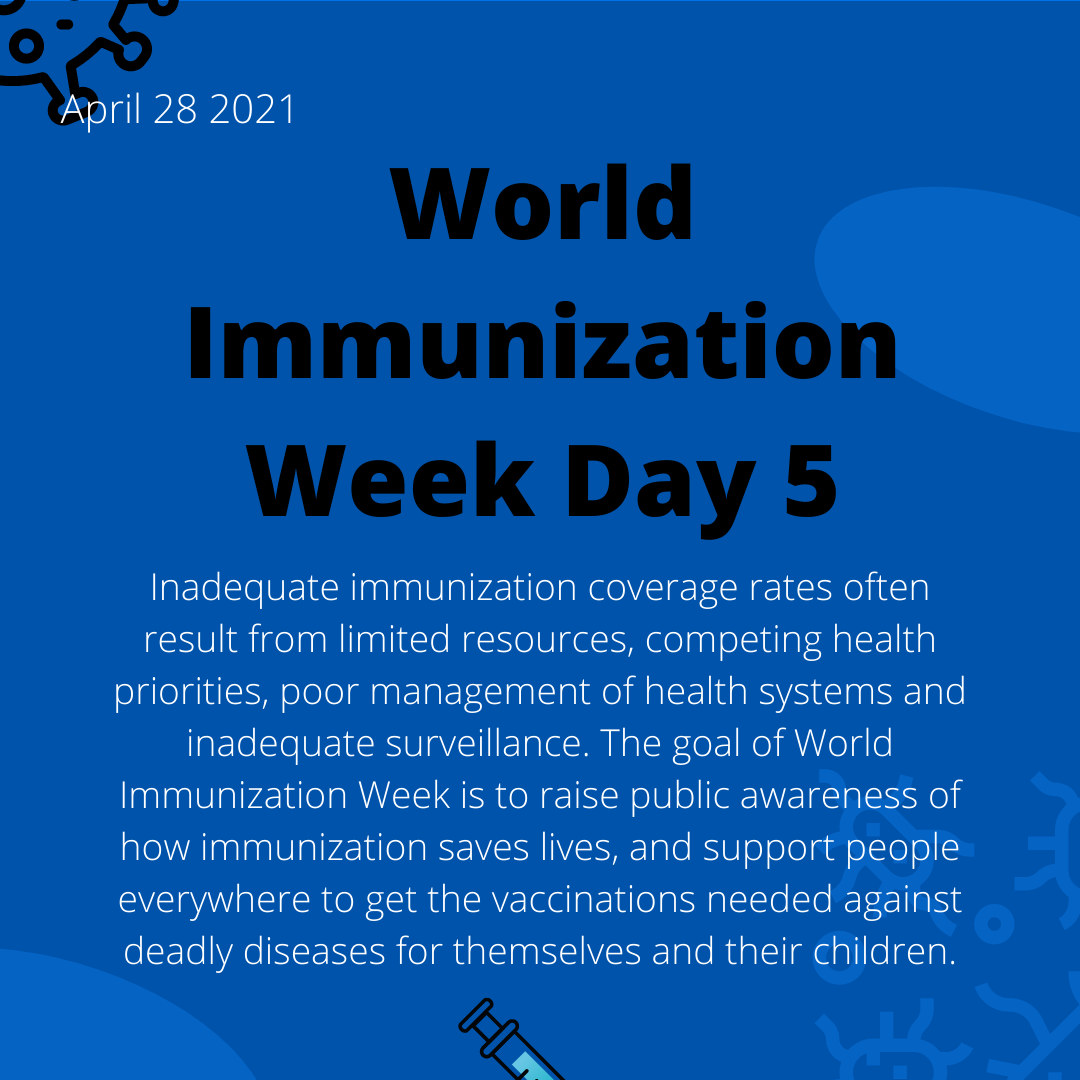 April 28 2021
World
Immunization
Week Day 5
Inadequate immunization coverage rates often
result from limited resources, competing health
priorities, poor management of health systems and
inadequate surveillance. The goal of World
Immunization Week is to raise public awareness of
how immunization saves lives, and support people
everywhere to get the vaccinations needed against
deadly diseases for themselves and their children.